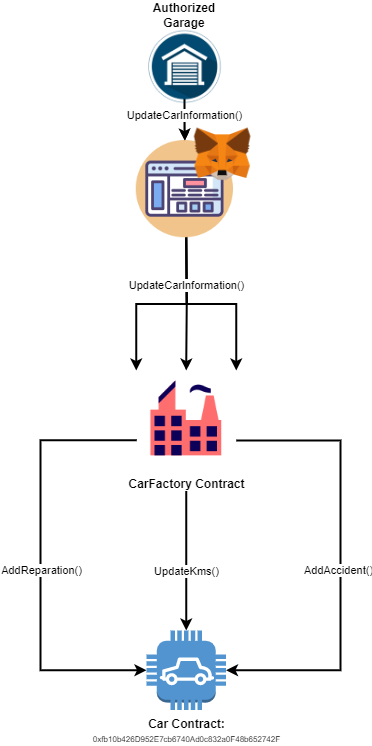 Authorized
Garage
UpdateCarInformation()
UpdateCarInformation()
CarFactory Contract
AddReparation()
UpdateKms()
AddAccident()
Car Contract:
0xfb10b426D952E7cb6740Ad0c832a0F48b652742F